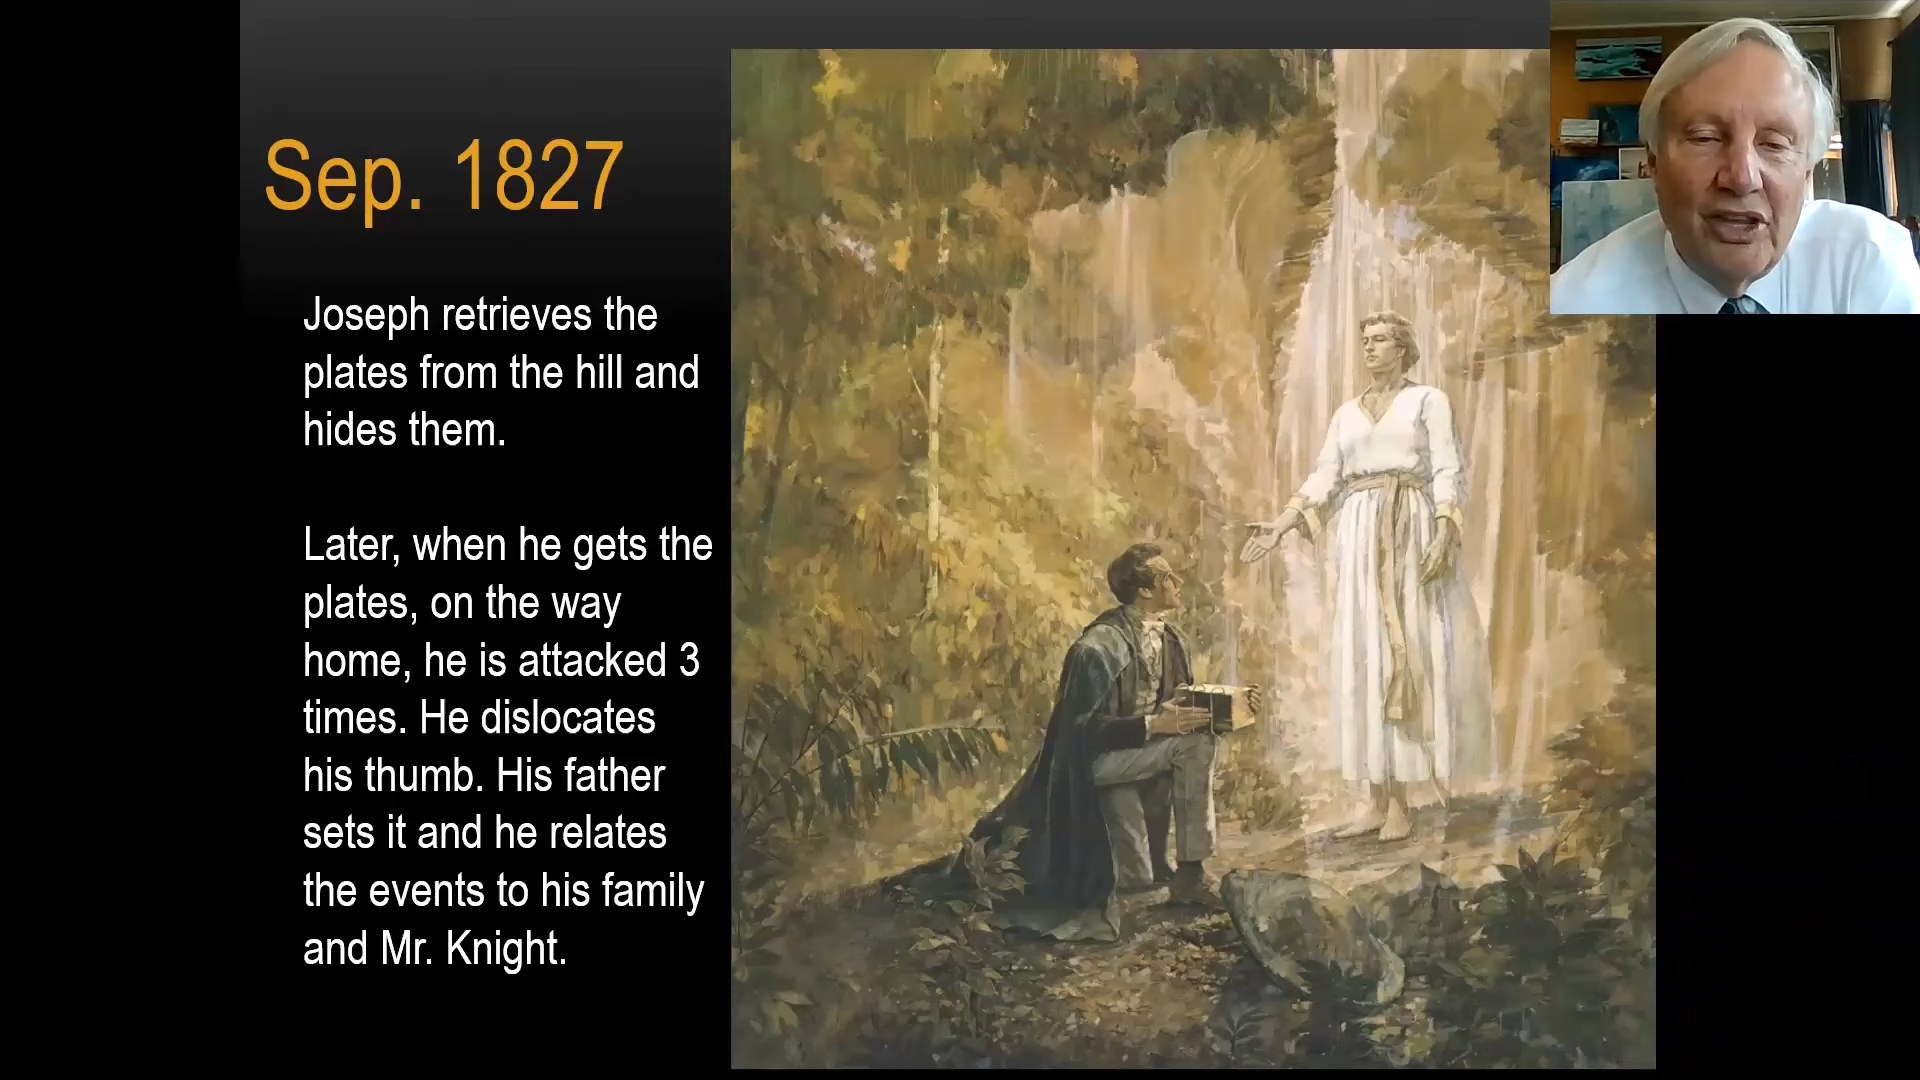 Sep. 1827
Joseph retrieves the
plates from the hill and
hides them.
Later, when he gets the
plates, on the way
home, he is attacked 3
times. He dislocates
his thumb. His father
sets it and he relates
the events to his family
and Mr. Knight.